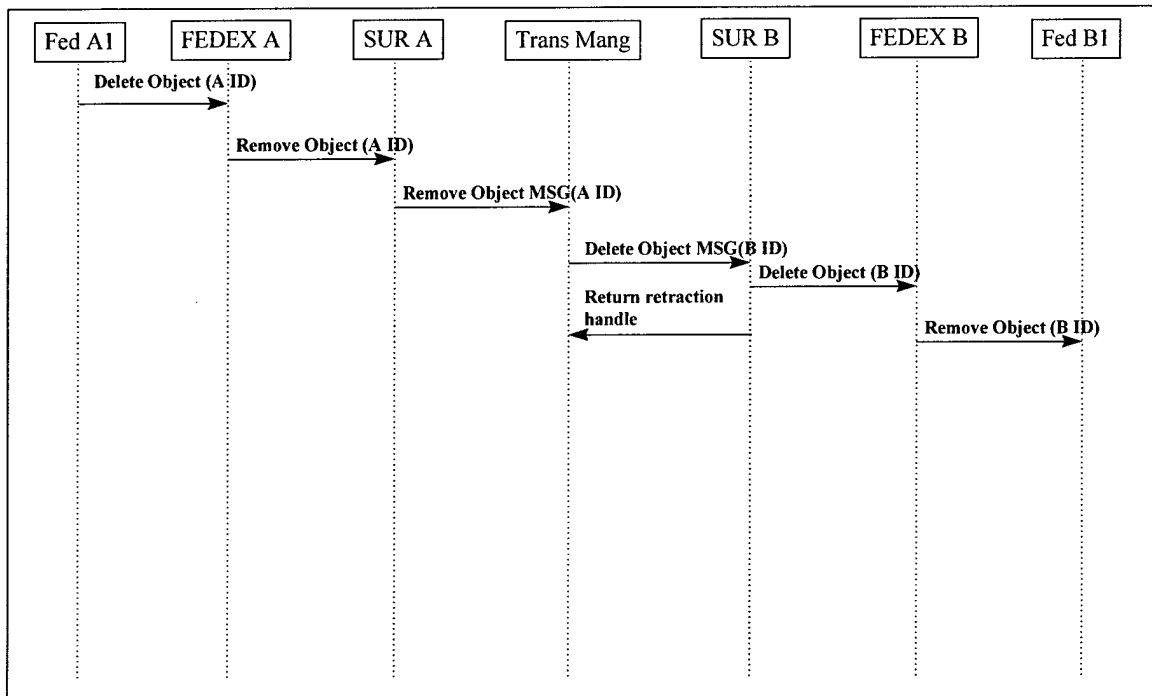 Fed A1
FEDEX A
SUR A
Trans Mang
SUR B
FEDEX B
Fed B1
Delete Object (A ID)
Remove Object (A ID)
Remove Object MSG(A ID)
Delete Object MSG(B ID)
Delete Object (B ID)
Return retraction
handle
Remove Object (B ID)